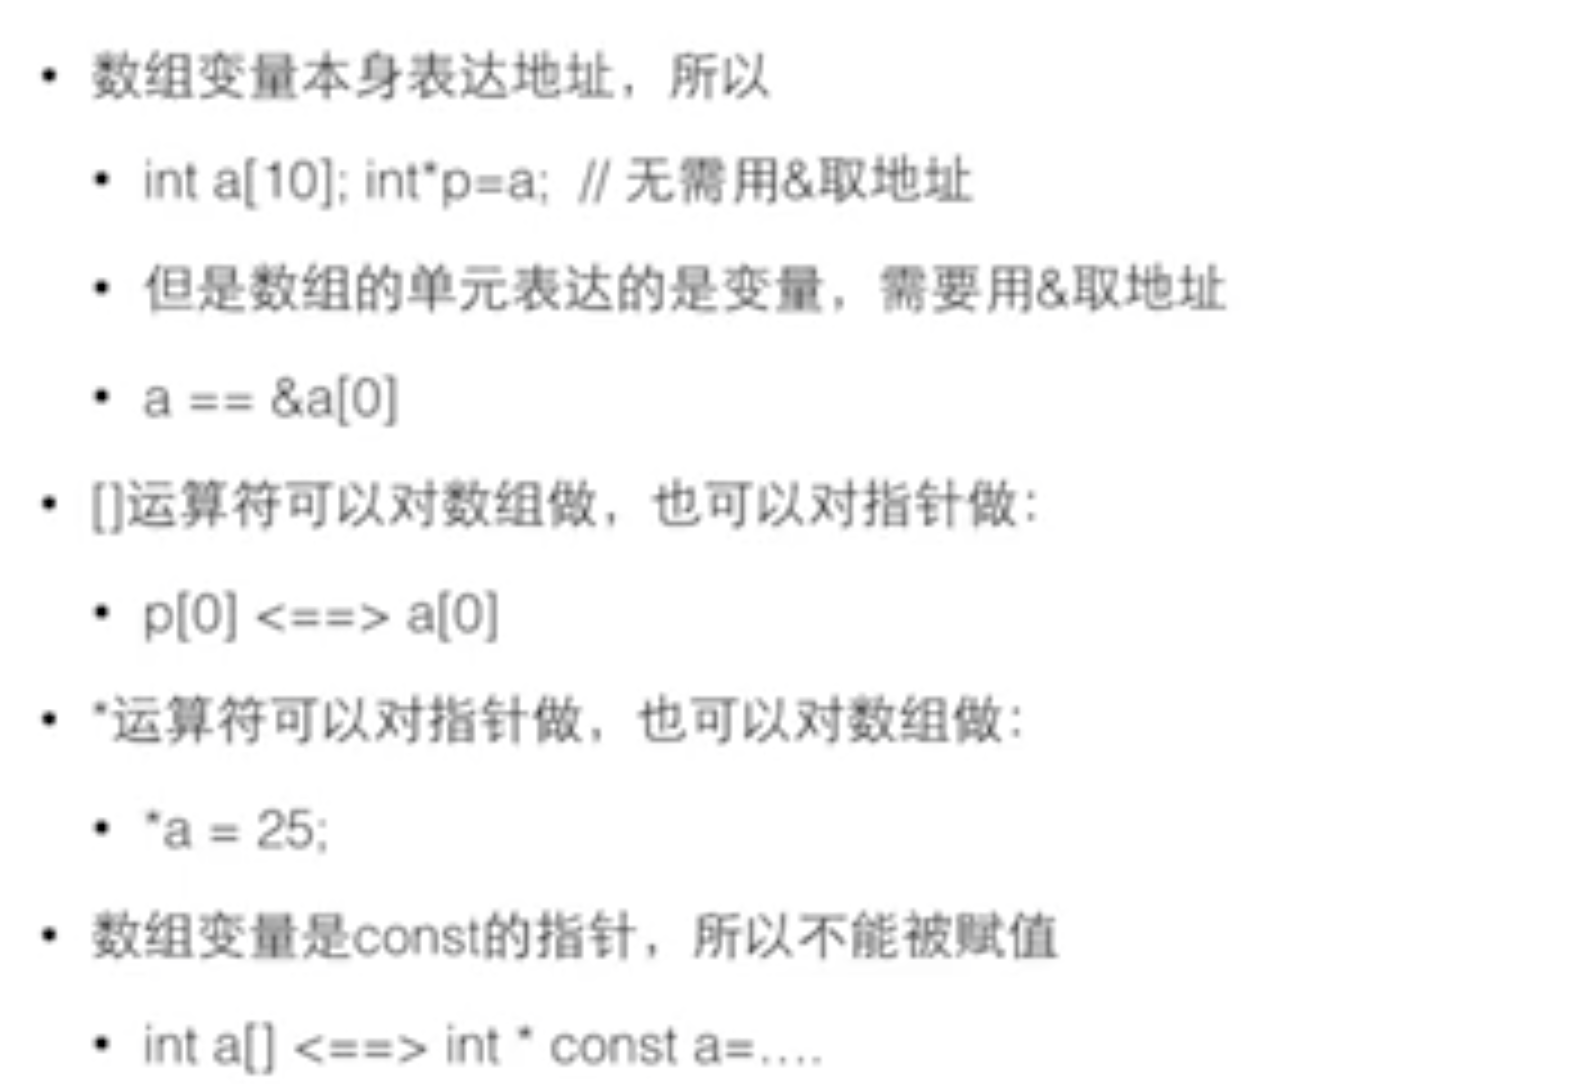 • 数组变量本身表达地址，所以
• int a[10]; int*p=a; // 无需用&取地址
• 但是数组的单元表达的是变量，需要用&取地址
• a == &a[0]
• []运算符可以对数组做，也可以对指针做：
• p[0] <==> a[0]
• *运算符可以对指针做，也可以对数组做：
• *a = 25;
• 数组变量是const的指针，所以不能被赋值
• int a[] <==> int * const a=....